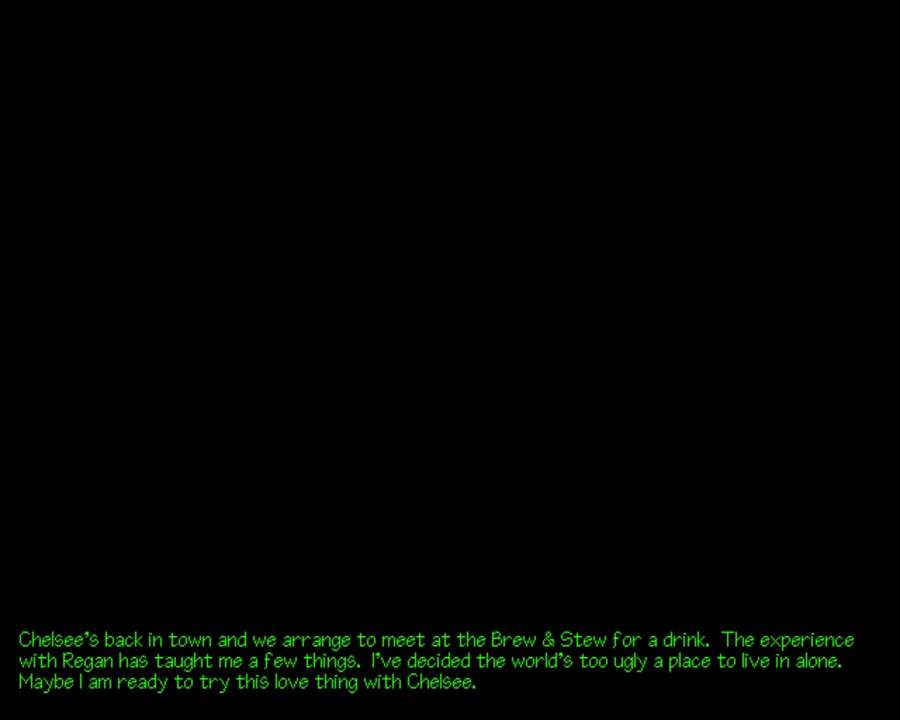 Chelsee's back in town and we arrange to meet at the Brew & Stew for a drink.  The experience
with Regan has taught me a few things.  I've decided the world's too ugly a place to live in alone.
Maybe I am ready to try this love thing with Chelsee.